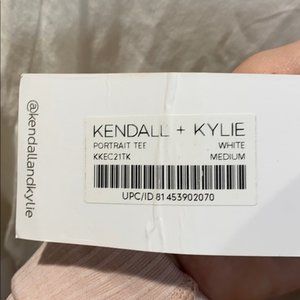 @kendallandkylie
KENDALL + KYLIE
PORTRAIT TEE WHITE
KKEC21TK MEDIUM
UPC/ID 81453902070